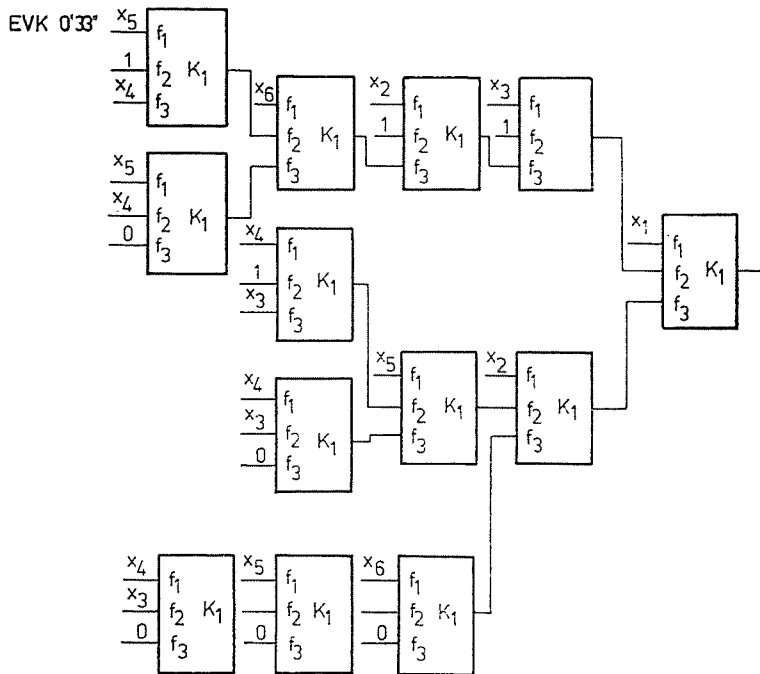 EVK 0'33"
x₅ f₁
1 f₂ K₁
x₄ f₃
x₅ f₁
x₄ f₂ K₁
0 f₃
x₆ f₁
f₂ K₁
f₃
x₂ f₁
1 f₂ K₁
f₃
x₃ f₁
1 f₂
f₃
x₄ f₁
1 f₂ K₁
x₃ f₃
x₄ f₁
x₃ f₂ K₁
0 f₃
x₅ f₁
f₂ K₁
f₃
x₂ f₁
f₂ K₁
f₃
x₁ f₁
f₂ K₁
f₃
x₄ f₁
x₃ f₂ K₁
0 f₃
x₅ f₁
f₂ K₁
0 f₃
x₆ f₁
f₂ K₁
0 f₃